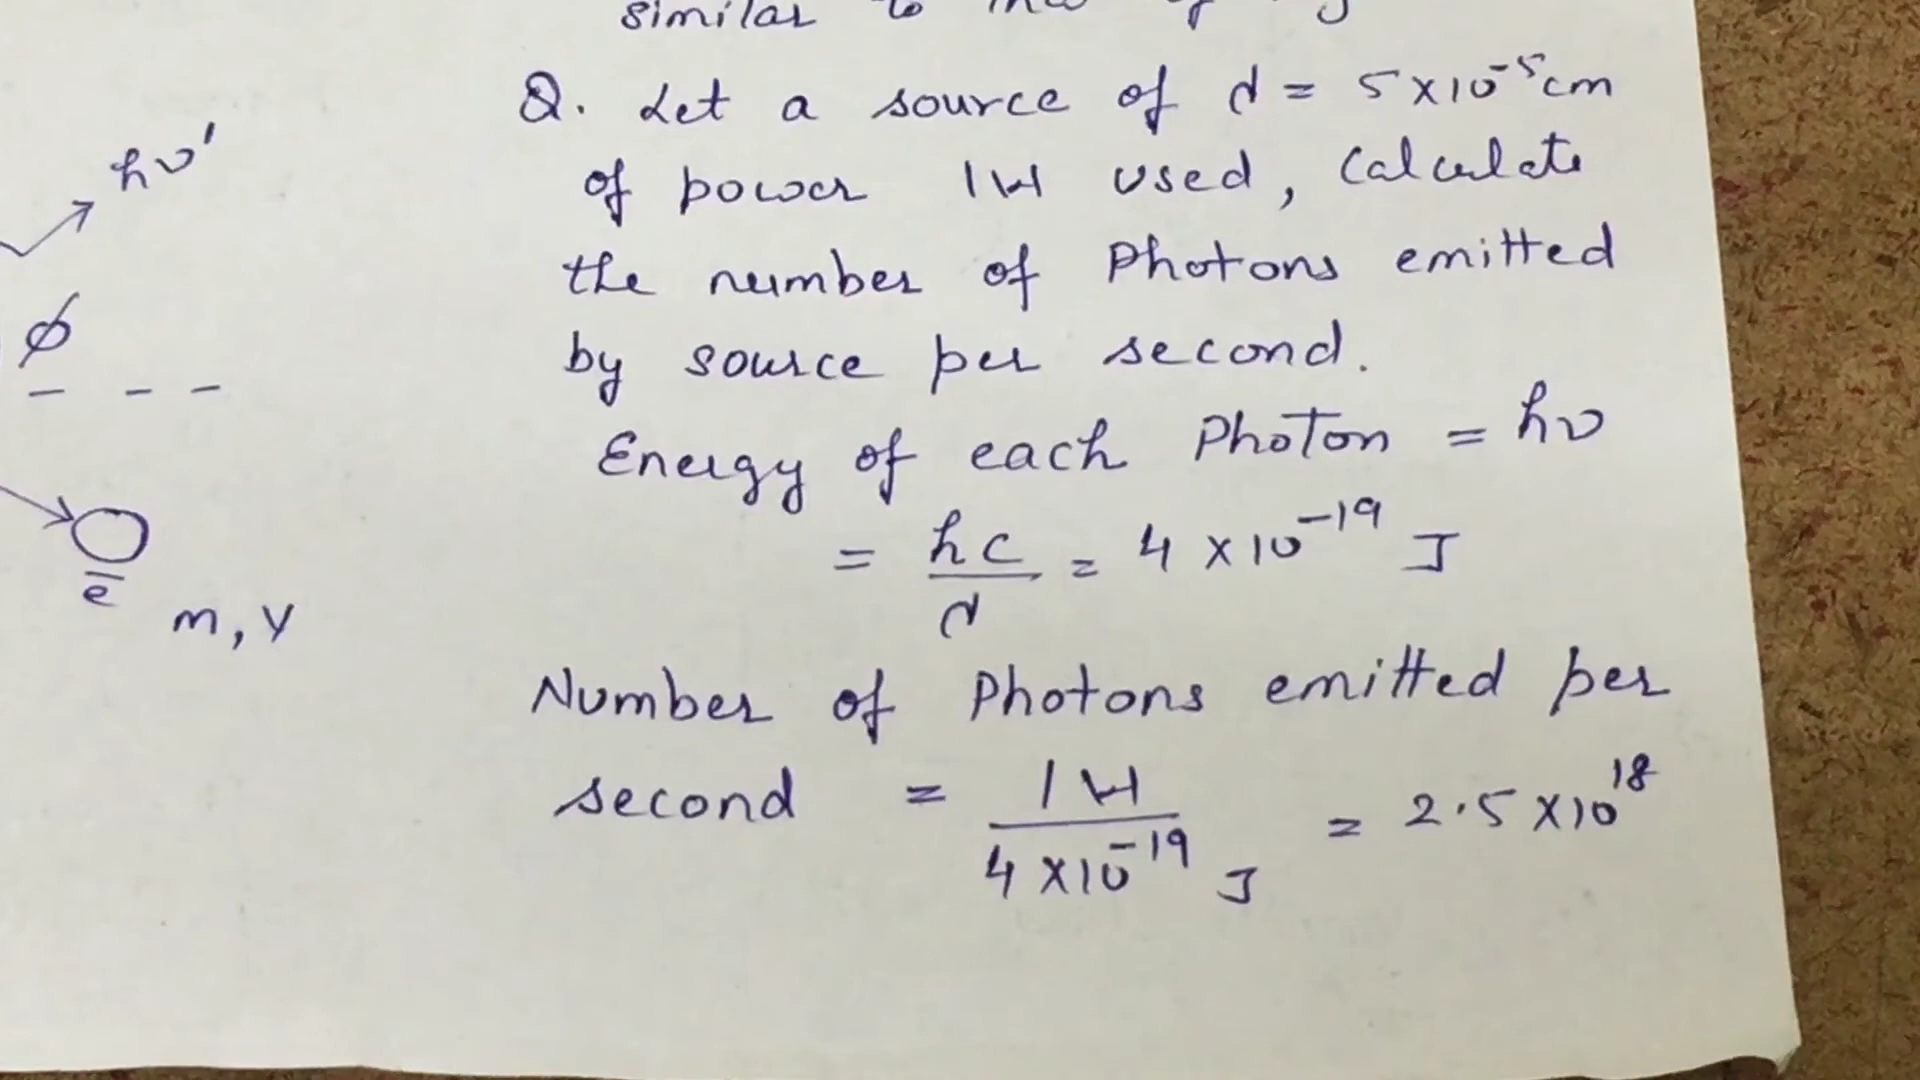 similar to
Q. Let a source of λ = 5×10⁻⁵cm
of power 1W used, Calculate
the number of Photons emitted
by source per second.
Energy of each Photon = hν
= hc/λ = 4 × 10⁻¹⁹ J
Number of Photons emitted per
second = 1W / 4×10⁻¹⁹ J = 2.5×10¹⁸
hν'
ϕ
e̅
m, v